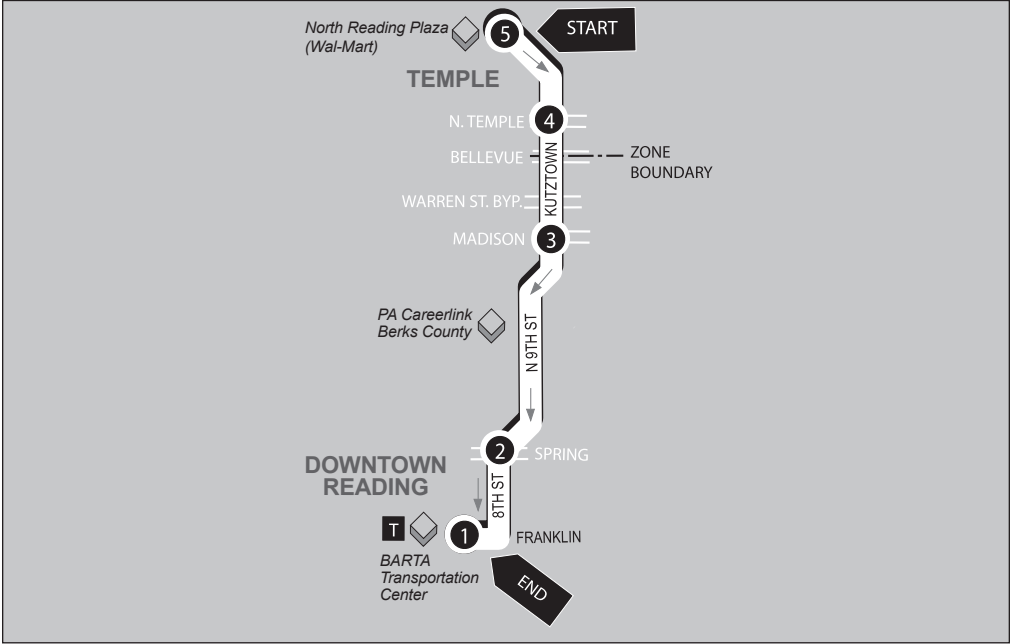 North Reading Plaza
(Wal-Mart)
5
START
TEMPLE
N. TEMPLE
4
BELLEVUE
ZONE
BOUNDARY
KUTZTOWN
WARREN ST. BYP.
MADISON
3
PA Careerlink
Berks County
N 9TH ST
2
SPRING
DOWNTOWN
READING
8TH ST
T
1
FRANKLIN
BARTA
Transportation
Center
END